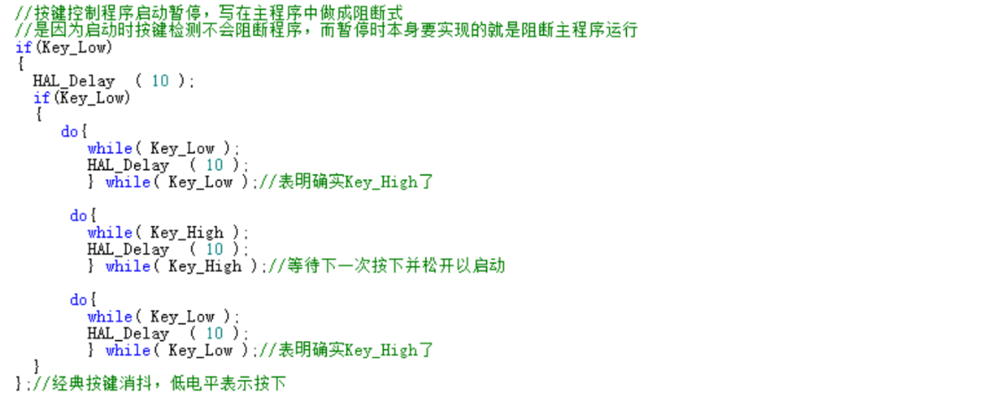 //按键控制程序启动暂停，写在主程序中做成阻断式
//是因为启动时按键检测不会阻断程序，而暂停时本身要实现的就是阻断主程序运行
if(Key_Low)
{
  HAL_Delay  ( 10 );
  if(Key_Low)
  {
     do{
        while( Key_Low );
        HAL_Delay  ( 10 );
        } while( Key_Low );//表明确实Key_High了
      do{
        while( Key_High );
        HAL_Delay  ( 10 );
        } while( Key_High );//等待下一次按下并松开以启动
      do{
        while( Key_Low );
        HAL_Delay  ( 10 );
        } while( Key_Low );//表明确实Key_High了
  }
};//经典按键消抖，低电平表示按下